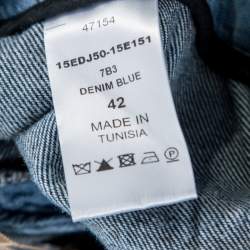 47154
15EDJ50-15E151
7B3
DENIM BLUE
42
MADE IN
TUNISIA